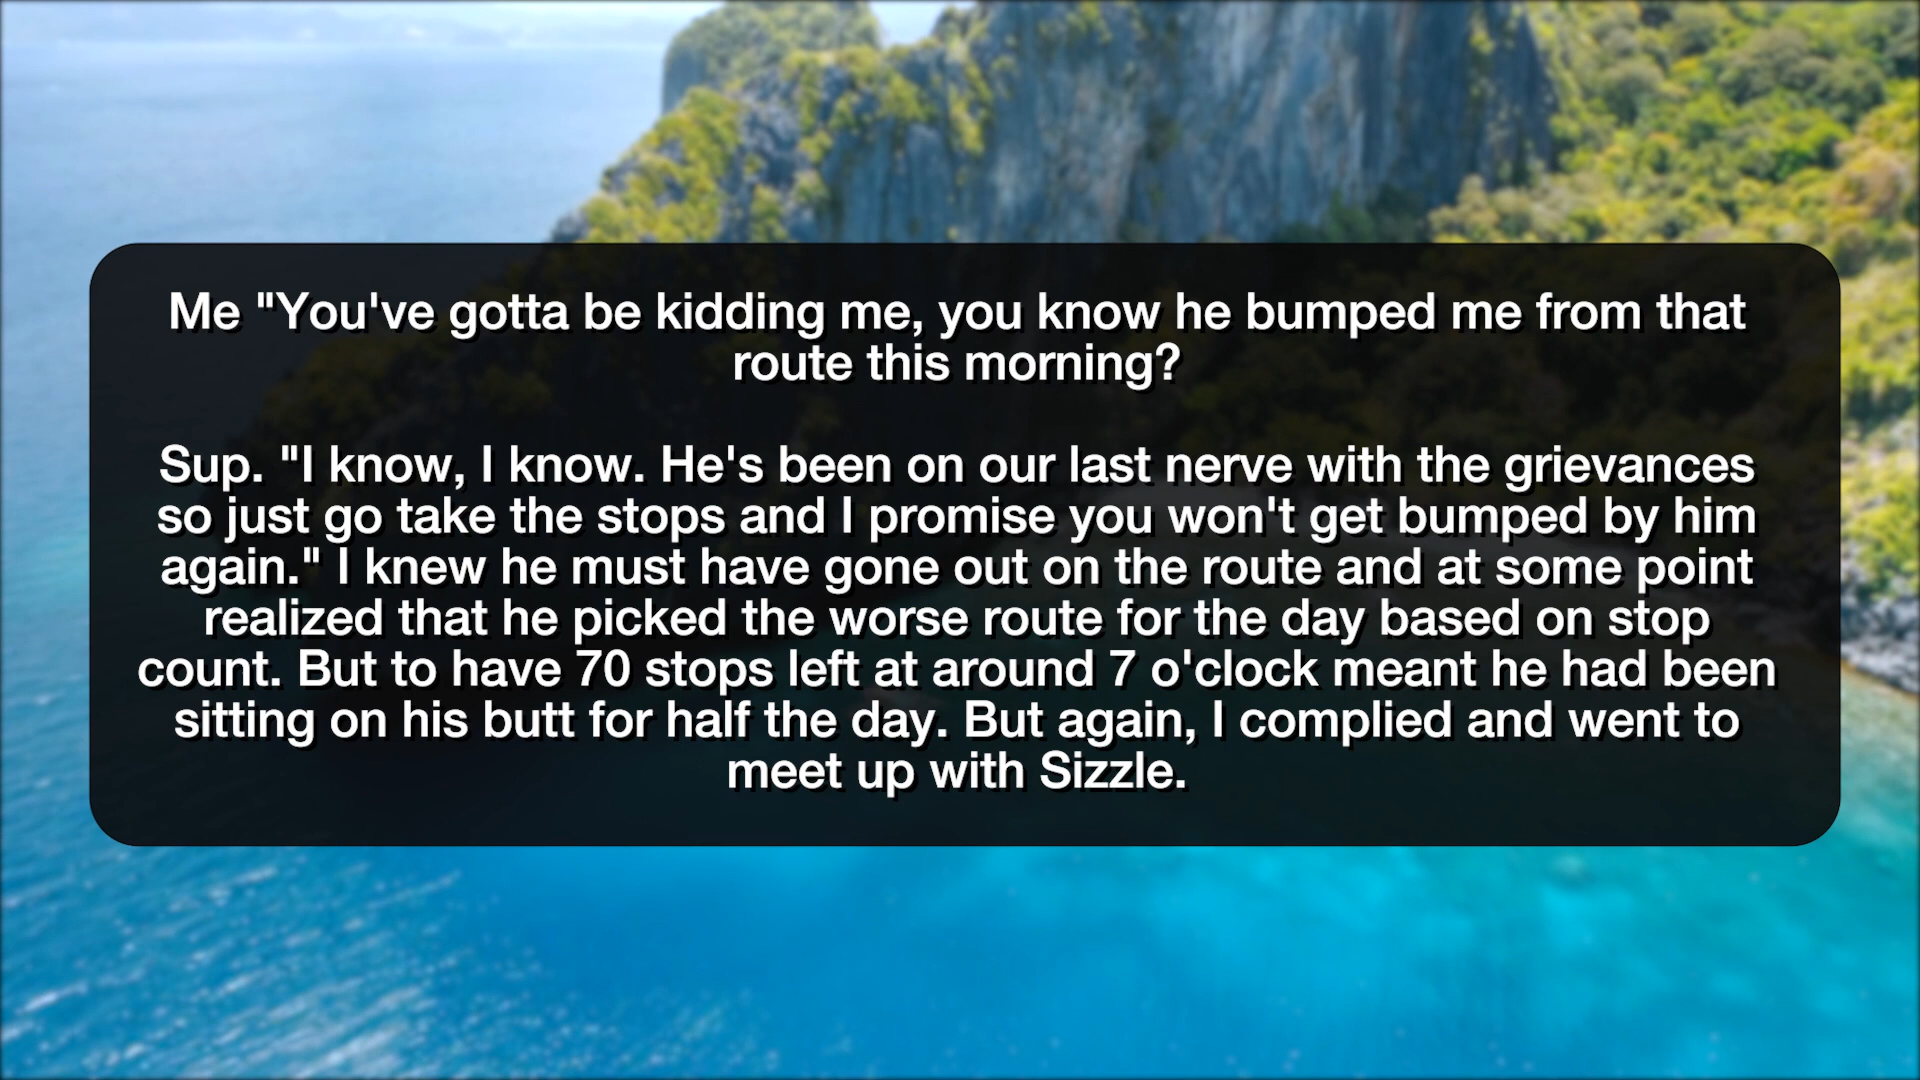 Me "You've gotta be kidding me, you know he bumped me from that
route this morning?
Sup. "I know, I know. He's been on our last nerve with the grievances
so just go take the stops and I promise you won't get bumped by him
again." I knew he must have gone out on the route and at some point
realized that he picked the worse route for the day based on stop
count. But to have 70 stops left at around 7 o'clock meant he had been
sitting on his butt for half the day. But again, I complied and went to
meet up with Sizzle.